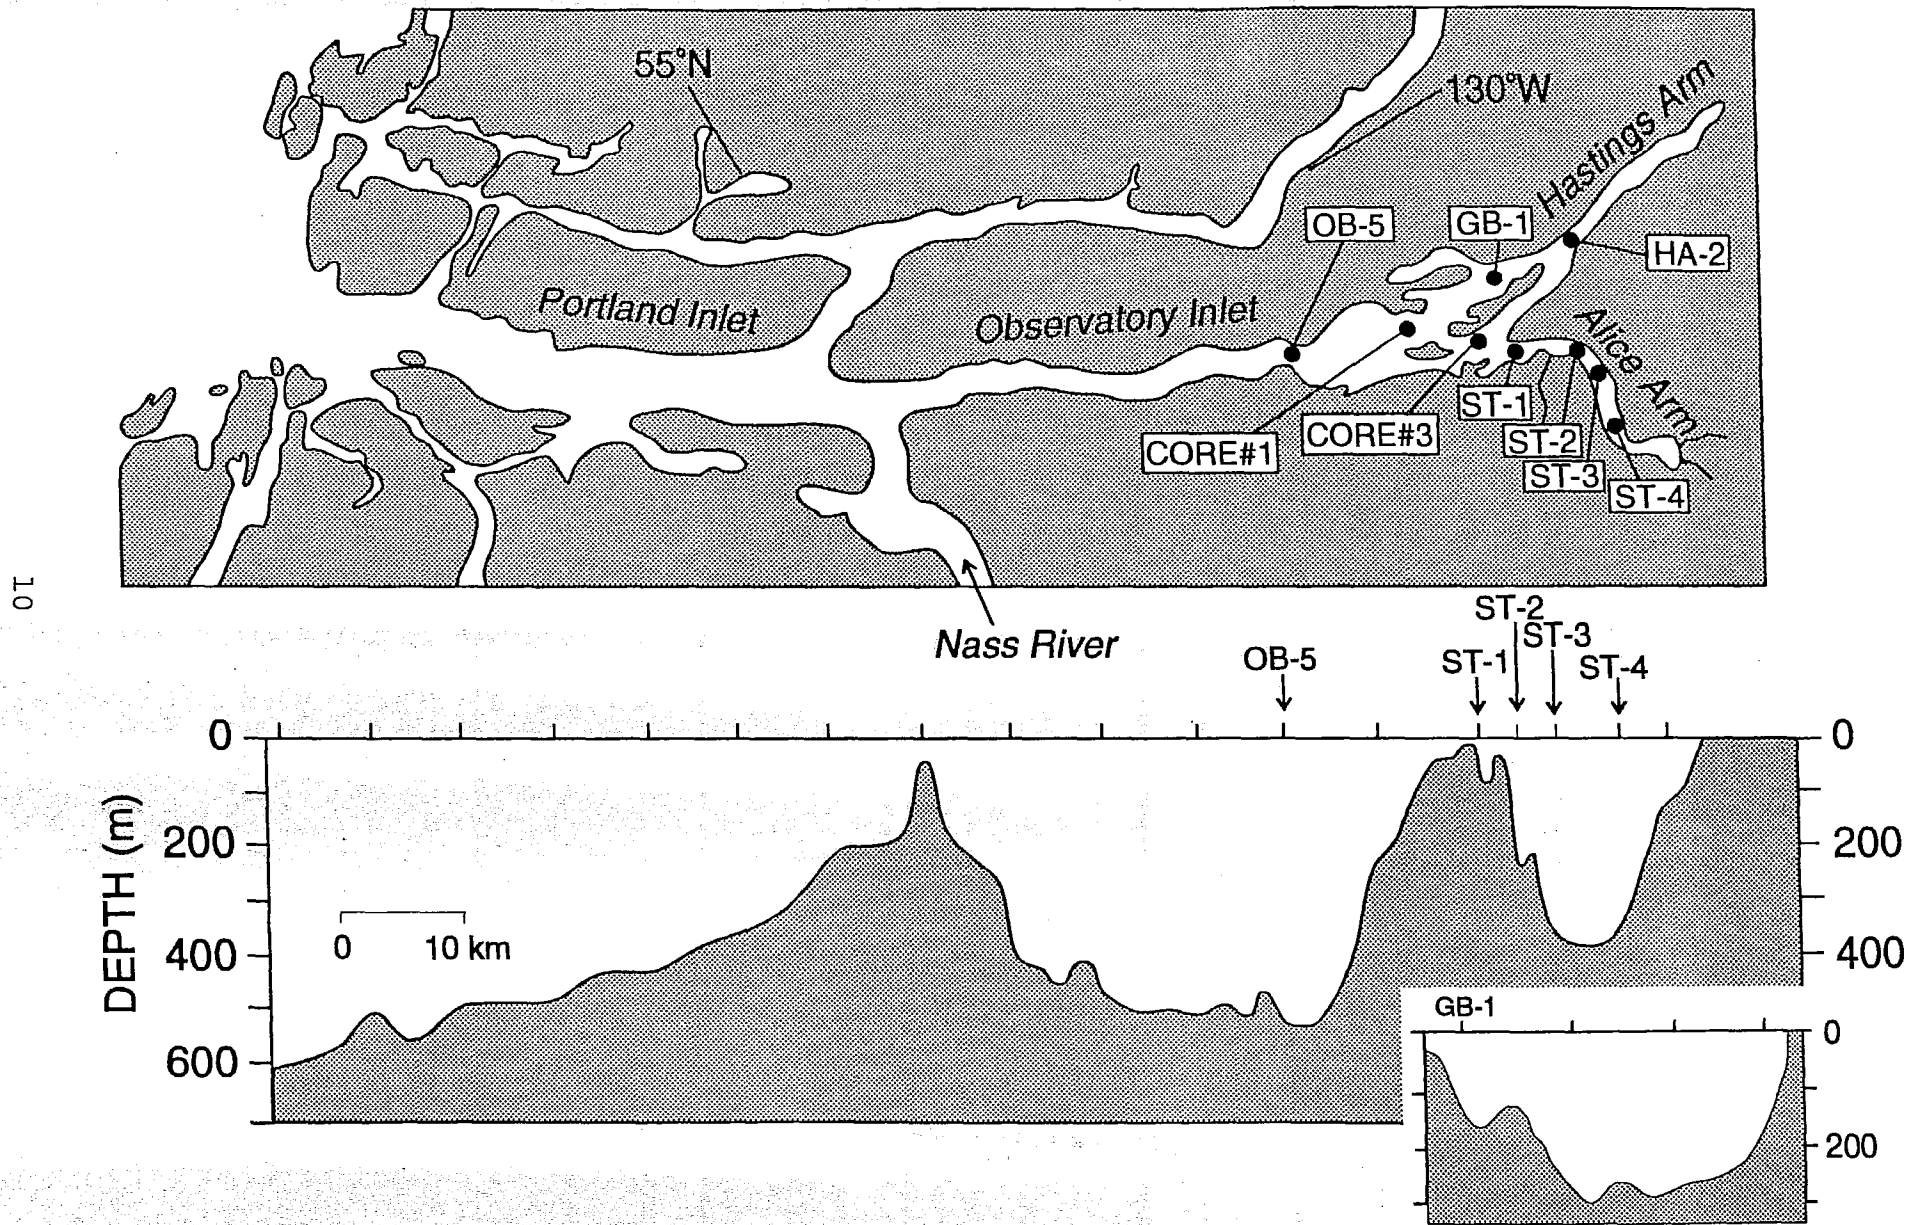 55°N
130°W
Hastings Arm
OB-5
GB-1
HA-2
Portland Inlet
Observatory Inlet
Alice Arm
ST-1
CORE#1
CORE#3
ST-2
ST-3
ST-4
10
Nass River
ST-2
ST-3
OB-5
ST-1
ST-4
0
0
DEPTH (m)
200
200
0
10 km
400
400
GB-1
0
600
200